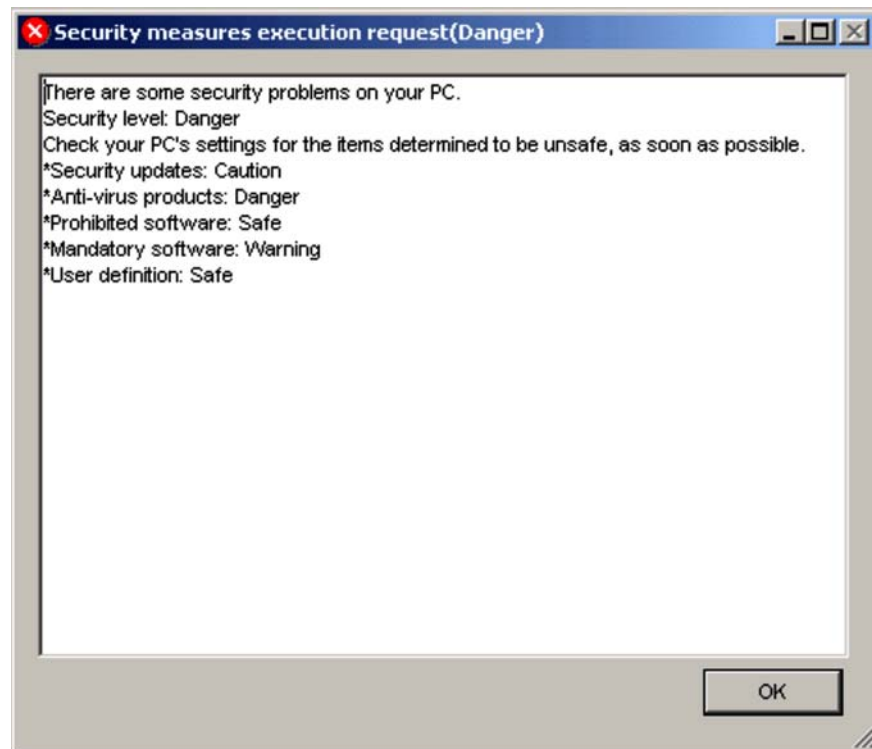 Security measures execution request(Danger)
There are some security problems on your PC.
Security level: Danger
Check your PC's settings for the items determined to be unsafe, as soon as possible.
*Security updates: Caution
*Anti-virus products: Danger
*Prohibited software: Safe
*Mandatory software: Warning
*User definition: Safe
OK